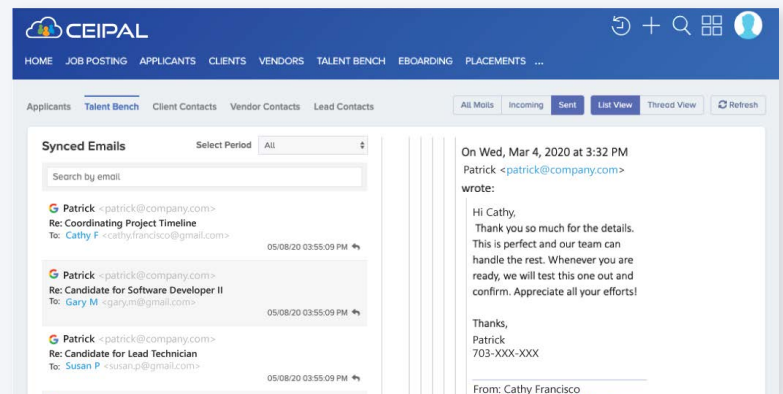 CEIPAL
HOME JOB POSTING APPLICANTS CLIENTS VENDORS TALENT BENCH EBOARDING PLACEMENTS ...
Applicants Talent Bench Client Contacts Vendor Contacts Lead Contacts
All Mails Incoming Sent List View Thread View Refresh
Synced Emails Select Period All
Search by email
Patrick <patrick@company.com>
Re: Coordinating Project Timeline
To: Cathy F <cathy.francisco@gmail.com>
05/08/20 03:55:09 PM
Patrick <patrick@company.com>
Re: Candidate for Software Developer II
To: Gary M <gary.m@gmail.com>
05/08/20 03:55:09 PM
Patrick <patrick@company.com>
Re: Candidate for Lead Technician
To: Susan P <susan.p@gmail.com>
05/08/20 03:55:09 PM
On Wed, Mar 4, 2020 at 3:32 PM
Patrick <patrick@company.com>
wrote:
Hi Cathy,
Thank you so much for the details.
This is perfect and our team can
handle the rest. Whenever you are
ready, we will test this one out and
confirm. Appreciate all your efforts!
Thanks,
Patrick
703-XXX-XXX
From: Cathy Francisco